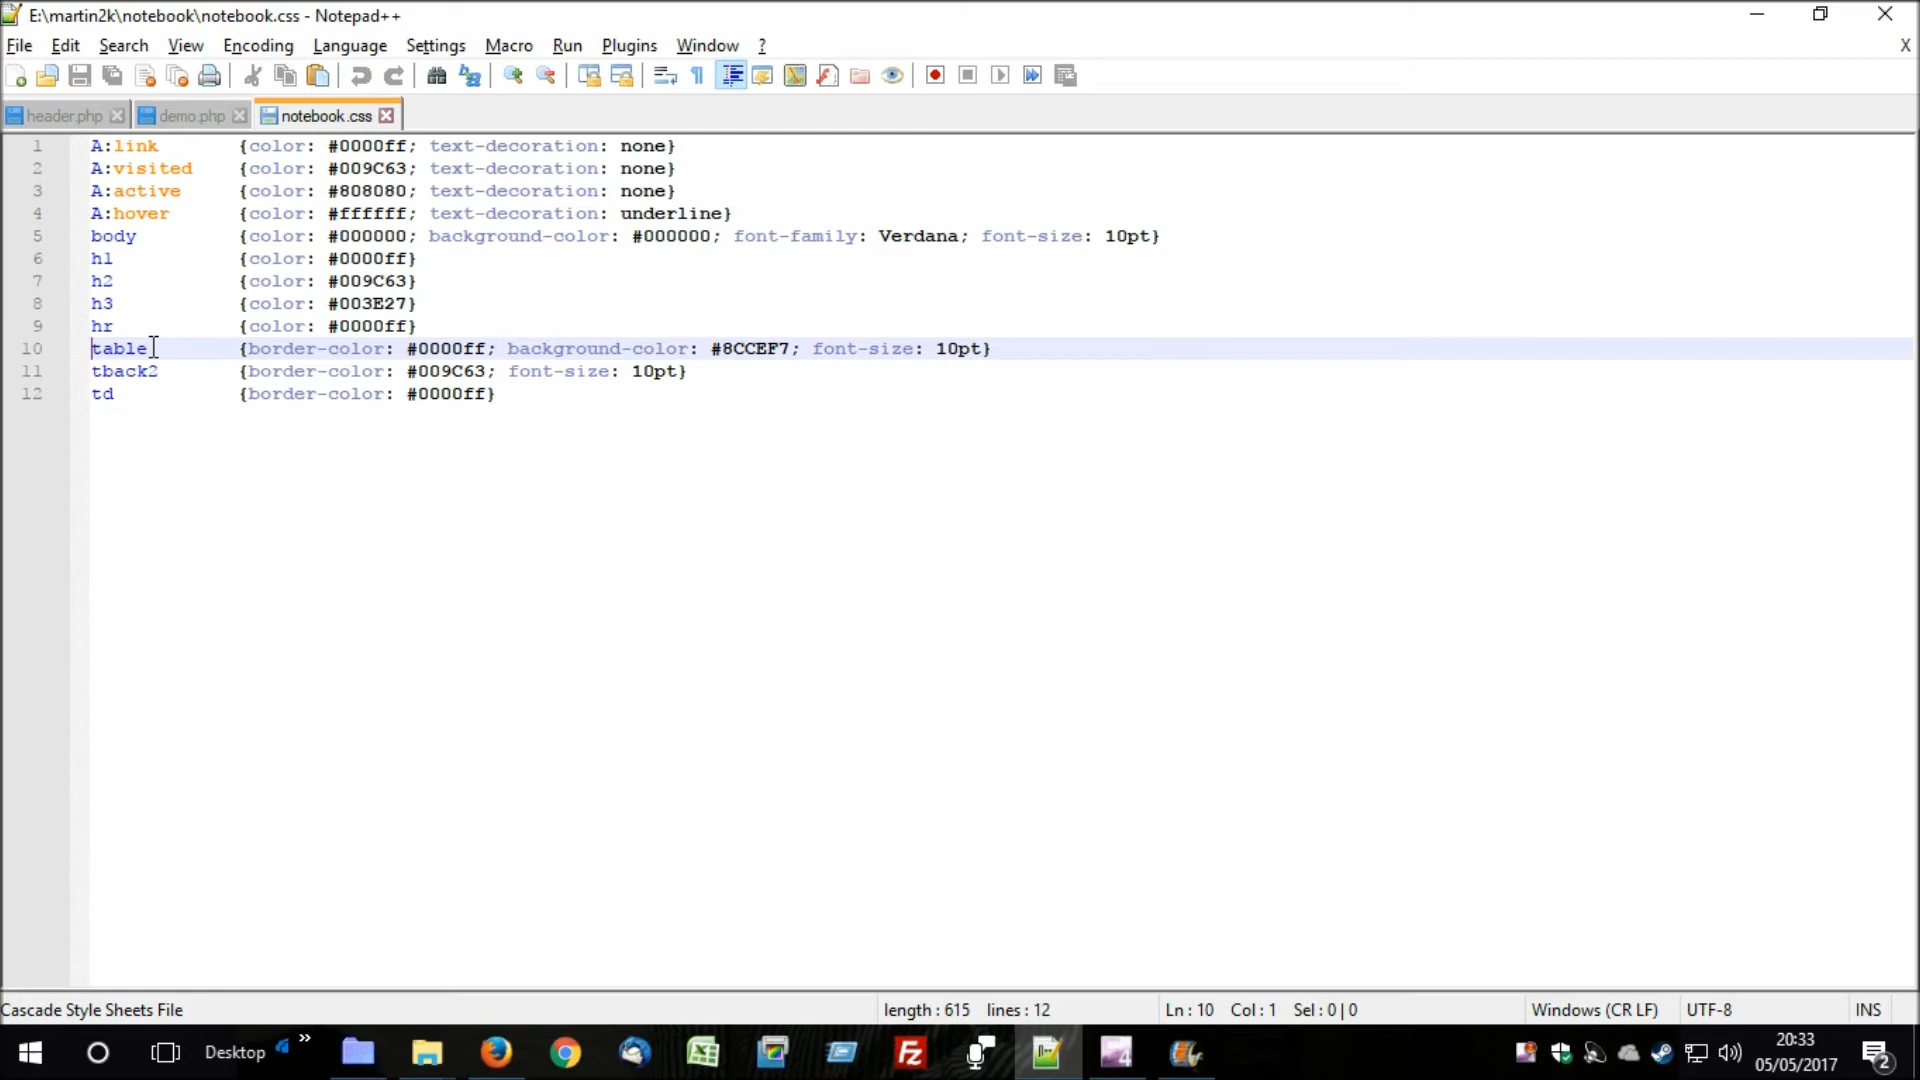 E:\martin2k\notebook\notebook.css - Notepad++
File Edit Search View Encoding Language Settings Macro Run Plugins Window ? X
header.php demo.php notebook.css
1 A:link {color: #0000ff; text-decoration: none}
2 A:visited {color: #009C63; text-decoration: none}
3 A:active {color: #808080; text-decoration: none}
4 A:hover {color: #ffffff; text-decoration: underline}
5 body {color: #000000; background-color: #000000; font-family: Verdana; font-size: 10pt}
6 h1 {color: #0000ff}
7 h2 {color: #009C63}
8 h3 {color: #003E27}
9 hr {color: #0000ff}
10 table {border-color: #0000ff; background-color: #8CCEF7; font-size: 10pt}
11 tback2 {border-color: #009C63; font-size: 10pt}
12 td {border-color: #0000ff}
Cascade Style Sheets File length : 615 lines : 12 Ln : 10 Col : 1 Sel : 0 | 0 Windows (CR LF) UTF-8 INS
Desktop » 20:33
05/05/2017 2